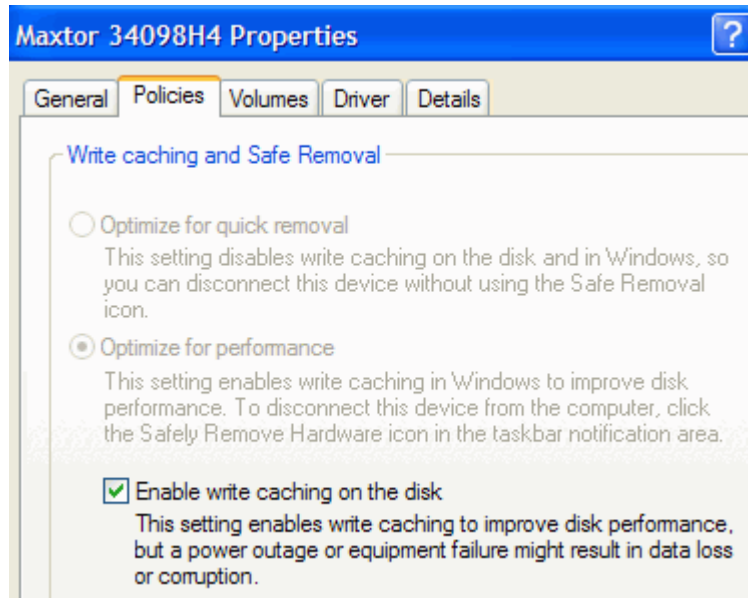 Maxtor 34098H4 Properties ?
General Policies Volumes Driver Details
Write caching and Safe Removal
Optimize for quick removal
This setting disables write caching on the disk and in Windows, so
you can disconnect this device without using the Safe Removal
icon.
Optimize for performance
This setting enables write caching in Windows to improve disk
performance. To disconnect this device from the computer, click
the Safely Remove Hardware icon in the taskbar notification area.
Enable write caching on the disk
This setting enables write caching to improve disk performance,
but a power outage or equipment failure might result in data loss
or corruption.